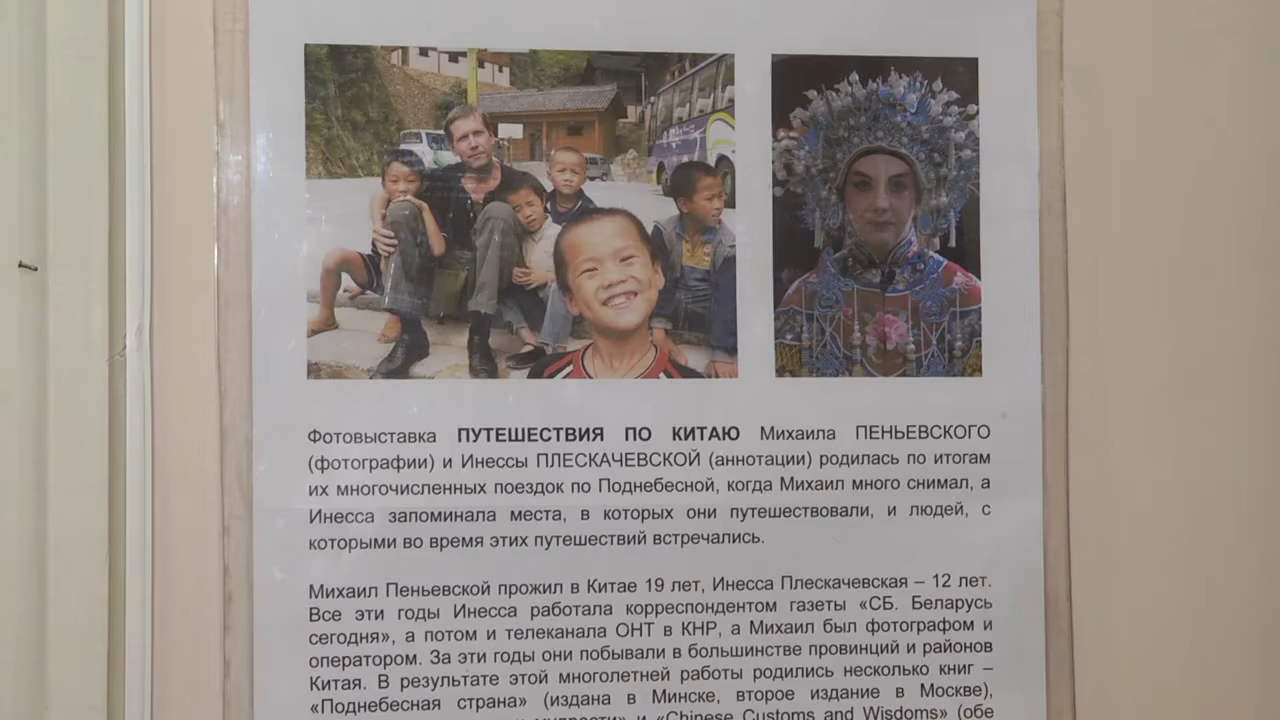 Фотовыставка ПУТЕШЕСТВИЯ ПО КИТАЮ Михаила ПЕНЬЕВСКОГО
(фотографии) и Инессы ПЛЕСКАЧЕВСКОЙ (аннотации) родилась по итогам
их многочисленных поездок по Поднебесной, когда Михаил много снимал, а
Инесса запоминала места, в которых они путешествовали, и людей, с
которыми во время этих путешествий встречались.
Михаил Пеньевской прожил в Китае 19 лет, Инесса Плескачевская – 12 лет.
Все эти годы Инесса работала корреспондентом газеты «СБ. Беларусь
сегодня», а потом и телеканала ОНТ в КНР, а Михаил был фотографом и
оператором. За эти годы они побывали в большинстве провинций и районов
Китая. В результате этой многолетней работы родились несколько книг –
«Поднебесная страна» (издана в Минске, второе издание в Москве),
мудрости» и «Chinese Customs and Wisdoms» (обе